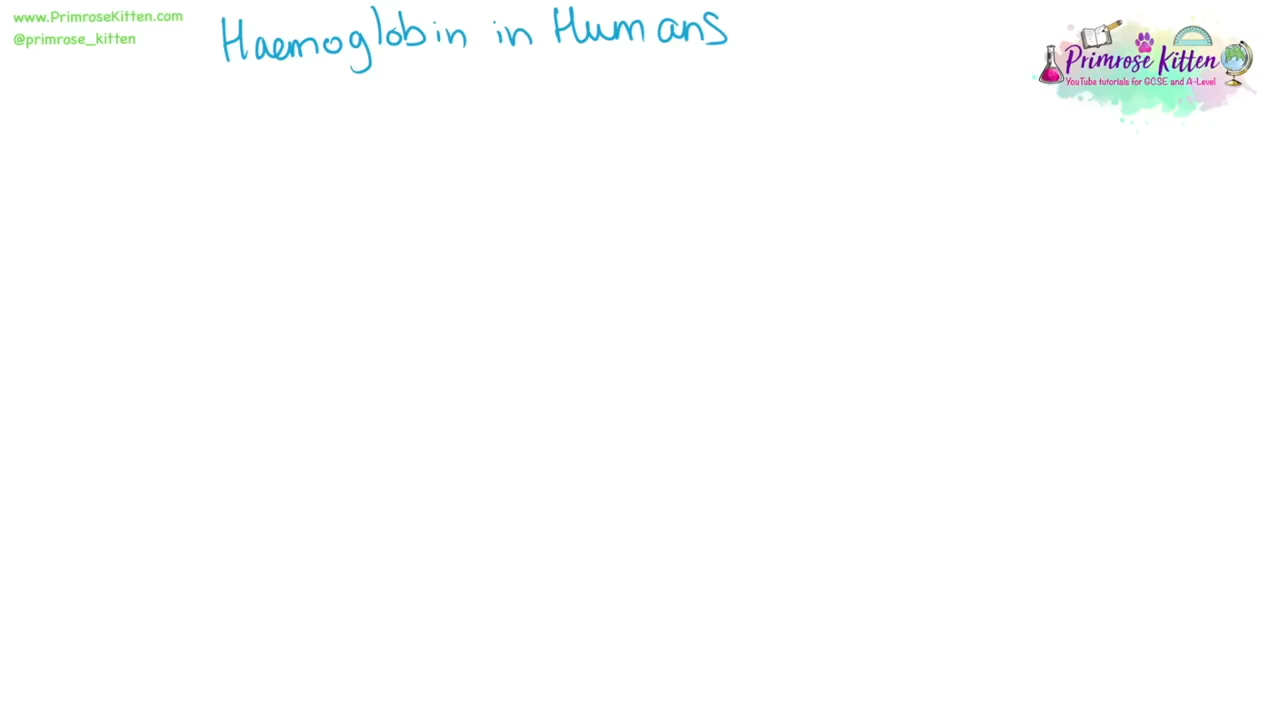 www.PrimroseKitten.com
@primrose_kitten
Haemoglobin in Humans
Primrose Kitten
YouTube tutorials for GCSE and A-Level